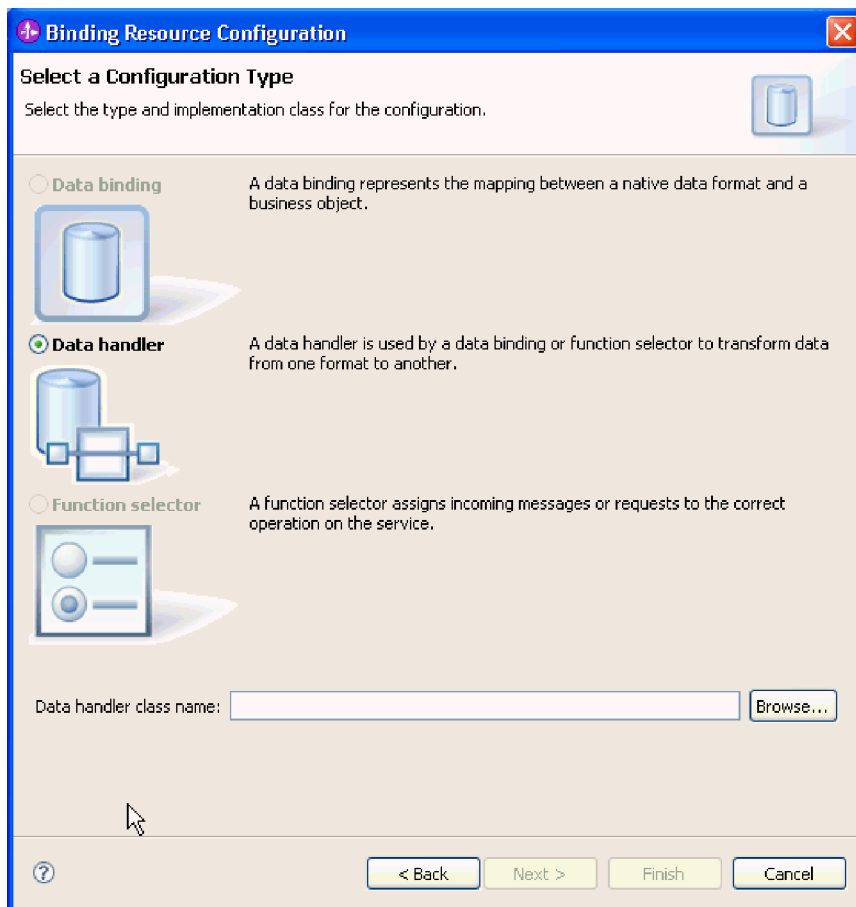 Binding Resource Configuration
Select a Configuration Type
Select the type and implementation class for the configuration.
Data binding
A data binding represents the mapping between a native data format and a
business object.
Data handler
A data handler is used by a data binding or function selector to transform data
from one format to another.
Function selector
A function selector assigns incoming messages or requests to the correct
operation on the service.
Data handler class name:
Browse...
?
< Back
Next >
Finish
Cancel